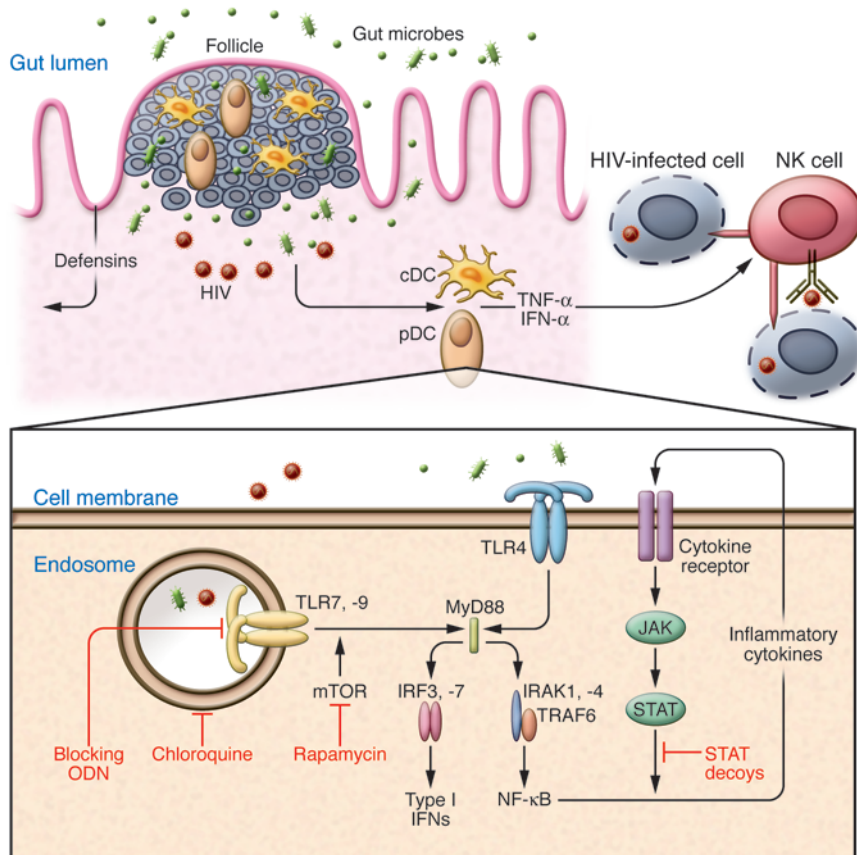 Gut microbes
Follicle
Gut lumen
HIV-infected cell
NK cell
Defensins
HIV
cDC
TNF-α
IFN-α
pDC
Cell membrane
TLR4
Cytokine
receptor
Endosome
TLR7, -9
MyD88
JAK
Inflammatory
cytokines
mTOR
IRF3, -7
IRAK1, -4
TRAF6
STAT
Blocking
ODN
Chloroquine
Rapamycin
STAT
decoys
Type I
IFNs
NF-κB